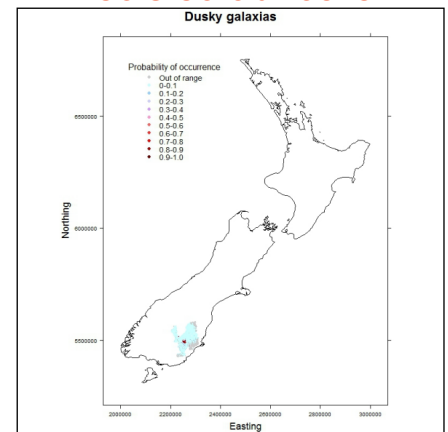 Dusky galaxias
Probability of occurrence
Out of range
0-0.1
0.1-0.2
0.2-0.3
0.3-0.4
0.4-0.5
0.5-0.6
0.6-0.7
0.7-0.8
0.8-0.9
0.9-1.0
Northing
6500000
6000000
5500000
2000000 2200000 2400000 2600000 2800000 3000000
Easting